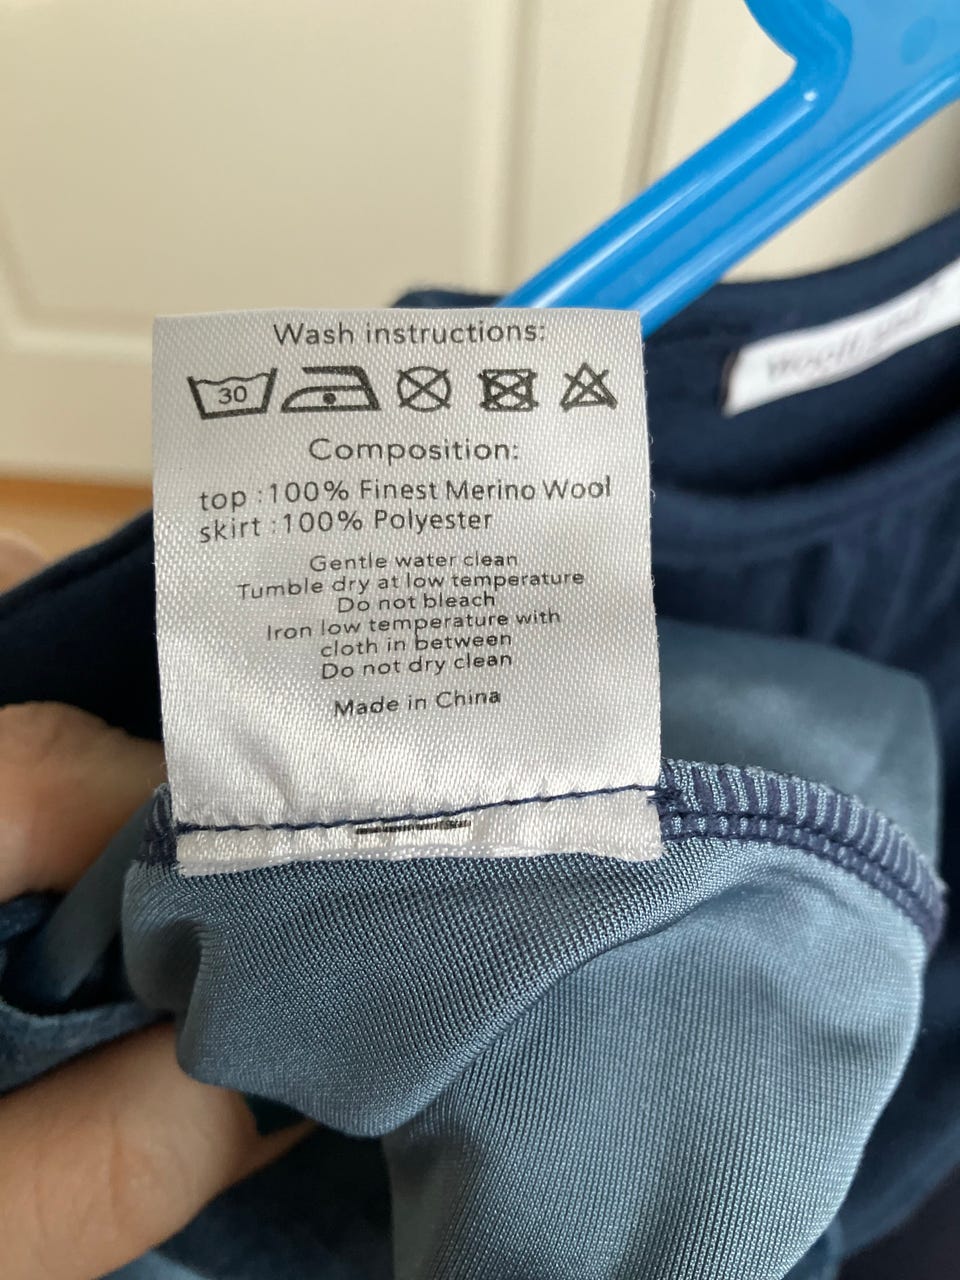 Wash instructions:
30
Composition:
top : 100% Finest Merino Wool
skirt : 100% Polyester
Gentle water clean
Tumble dry at low temperature
Do not bleach
Iron low temperature with
cloth in between
Do not dry clean
Made in China